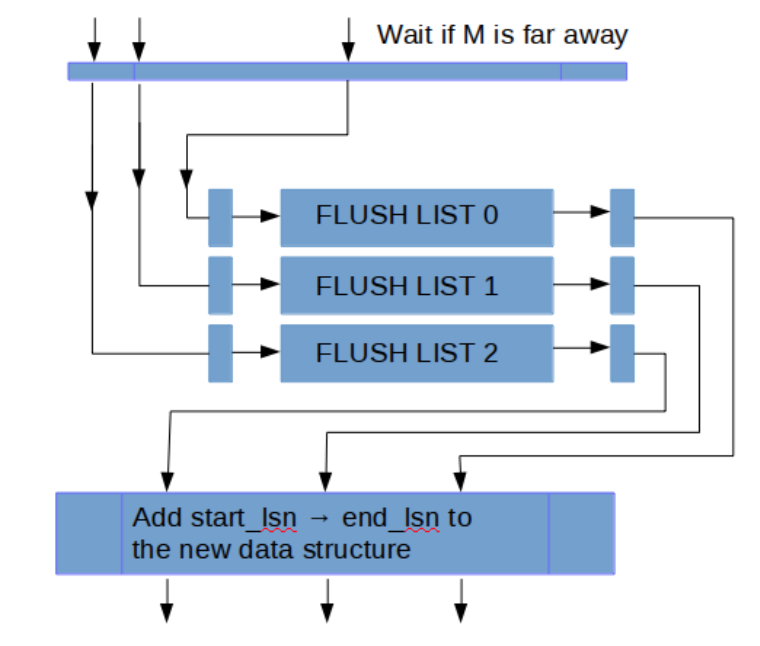 Wait if M is far away
FLUSH LIST 0
FLUSH LIST 1
FLUSH LIST 2
Add start_lsn → end_lsn to
the new data structure